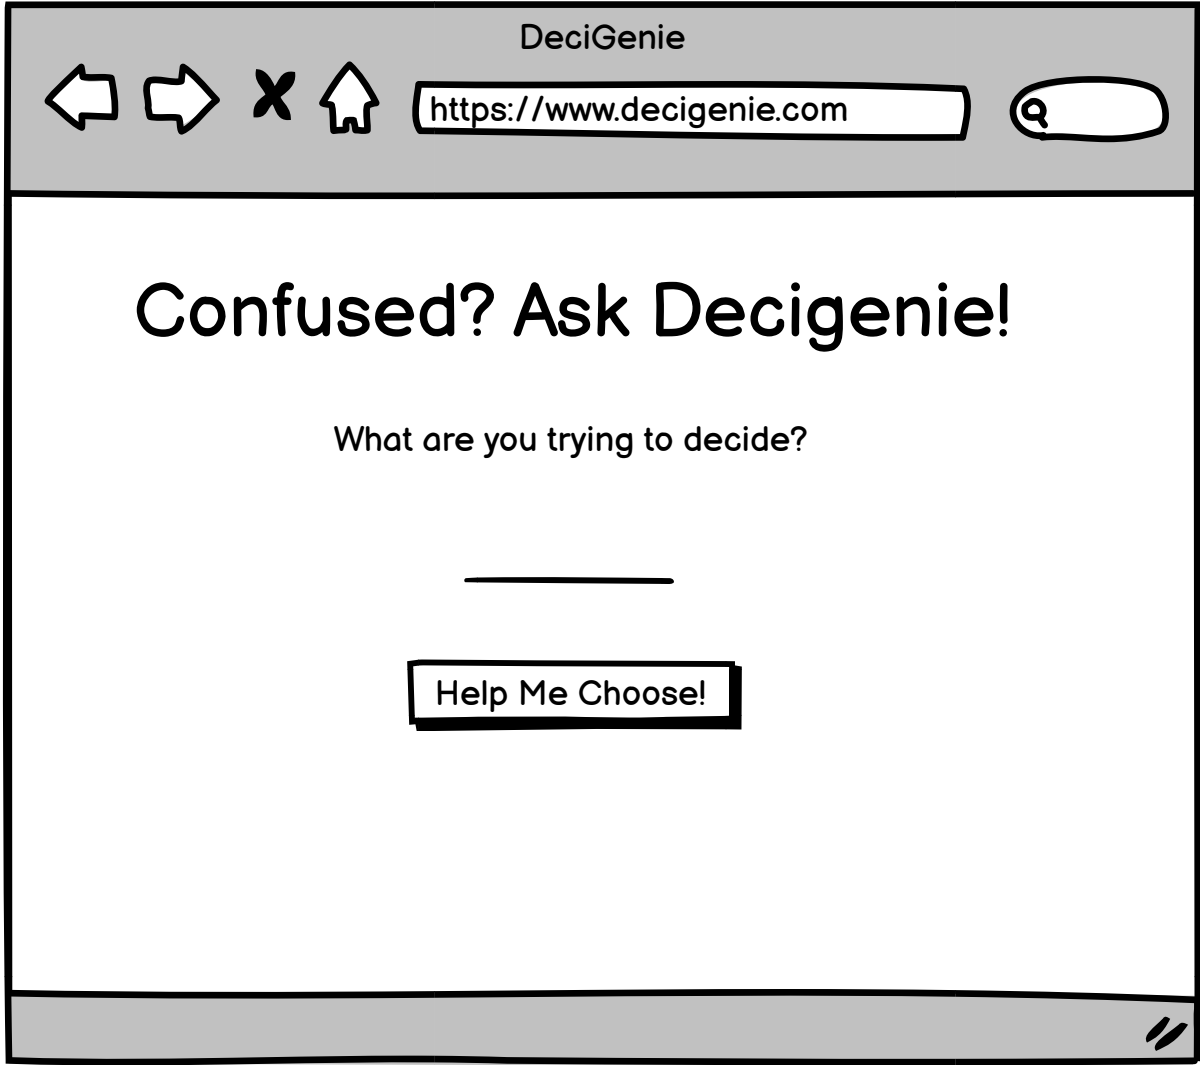 DeciGenie
https://www.decigenie.com
Confused? Ask Decigenie!
What are you trying to decide?
Help Me Choose!